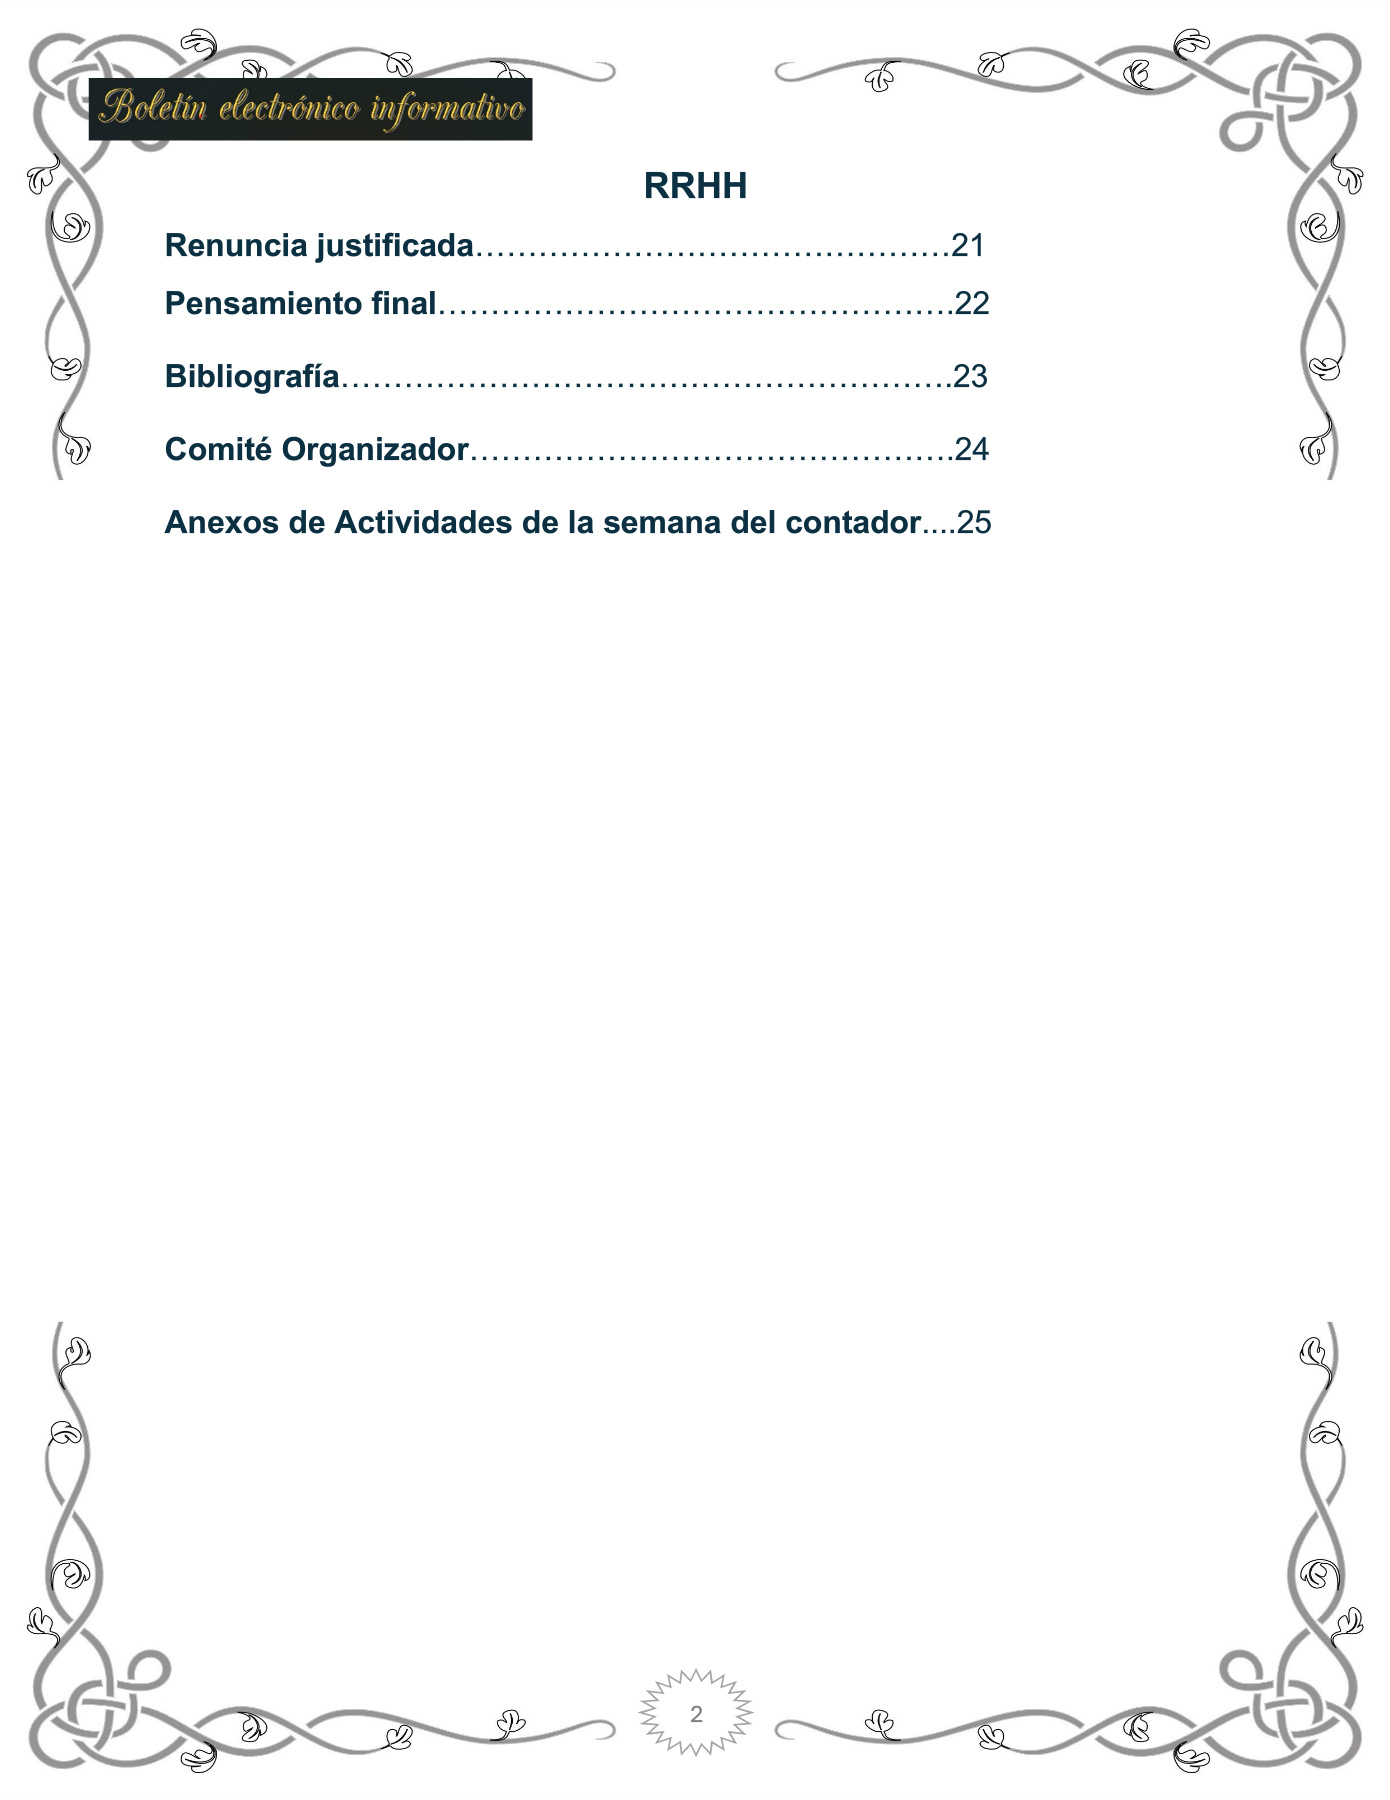 Boletín electrónico informativo
RRHH
Renuncia justificada……………………………………….21
Pensamiento final…………………………………………..22
Bibliografía…………………………………………………..23
Comité Organizador………………………………………..24
Anexos de Actividades de la semana del contador....25
2